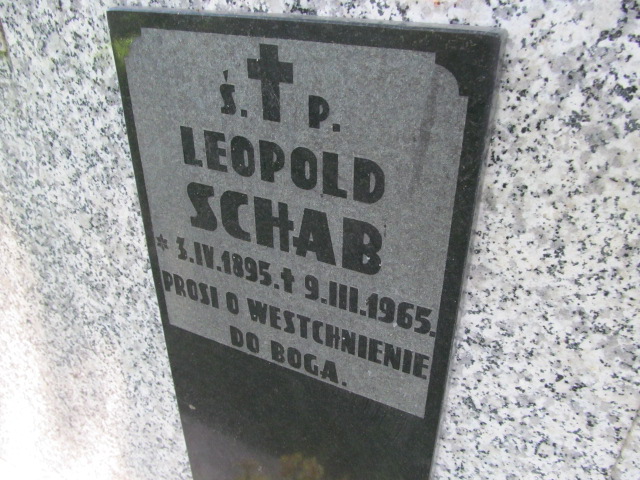 Ś. P.
LEOPOLD
SCHAB
* 3.IV.1895. † 9.III.1965.
PROSI O WESTCHNIENIE
DO BOGA.